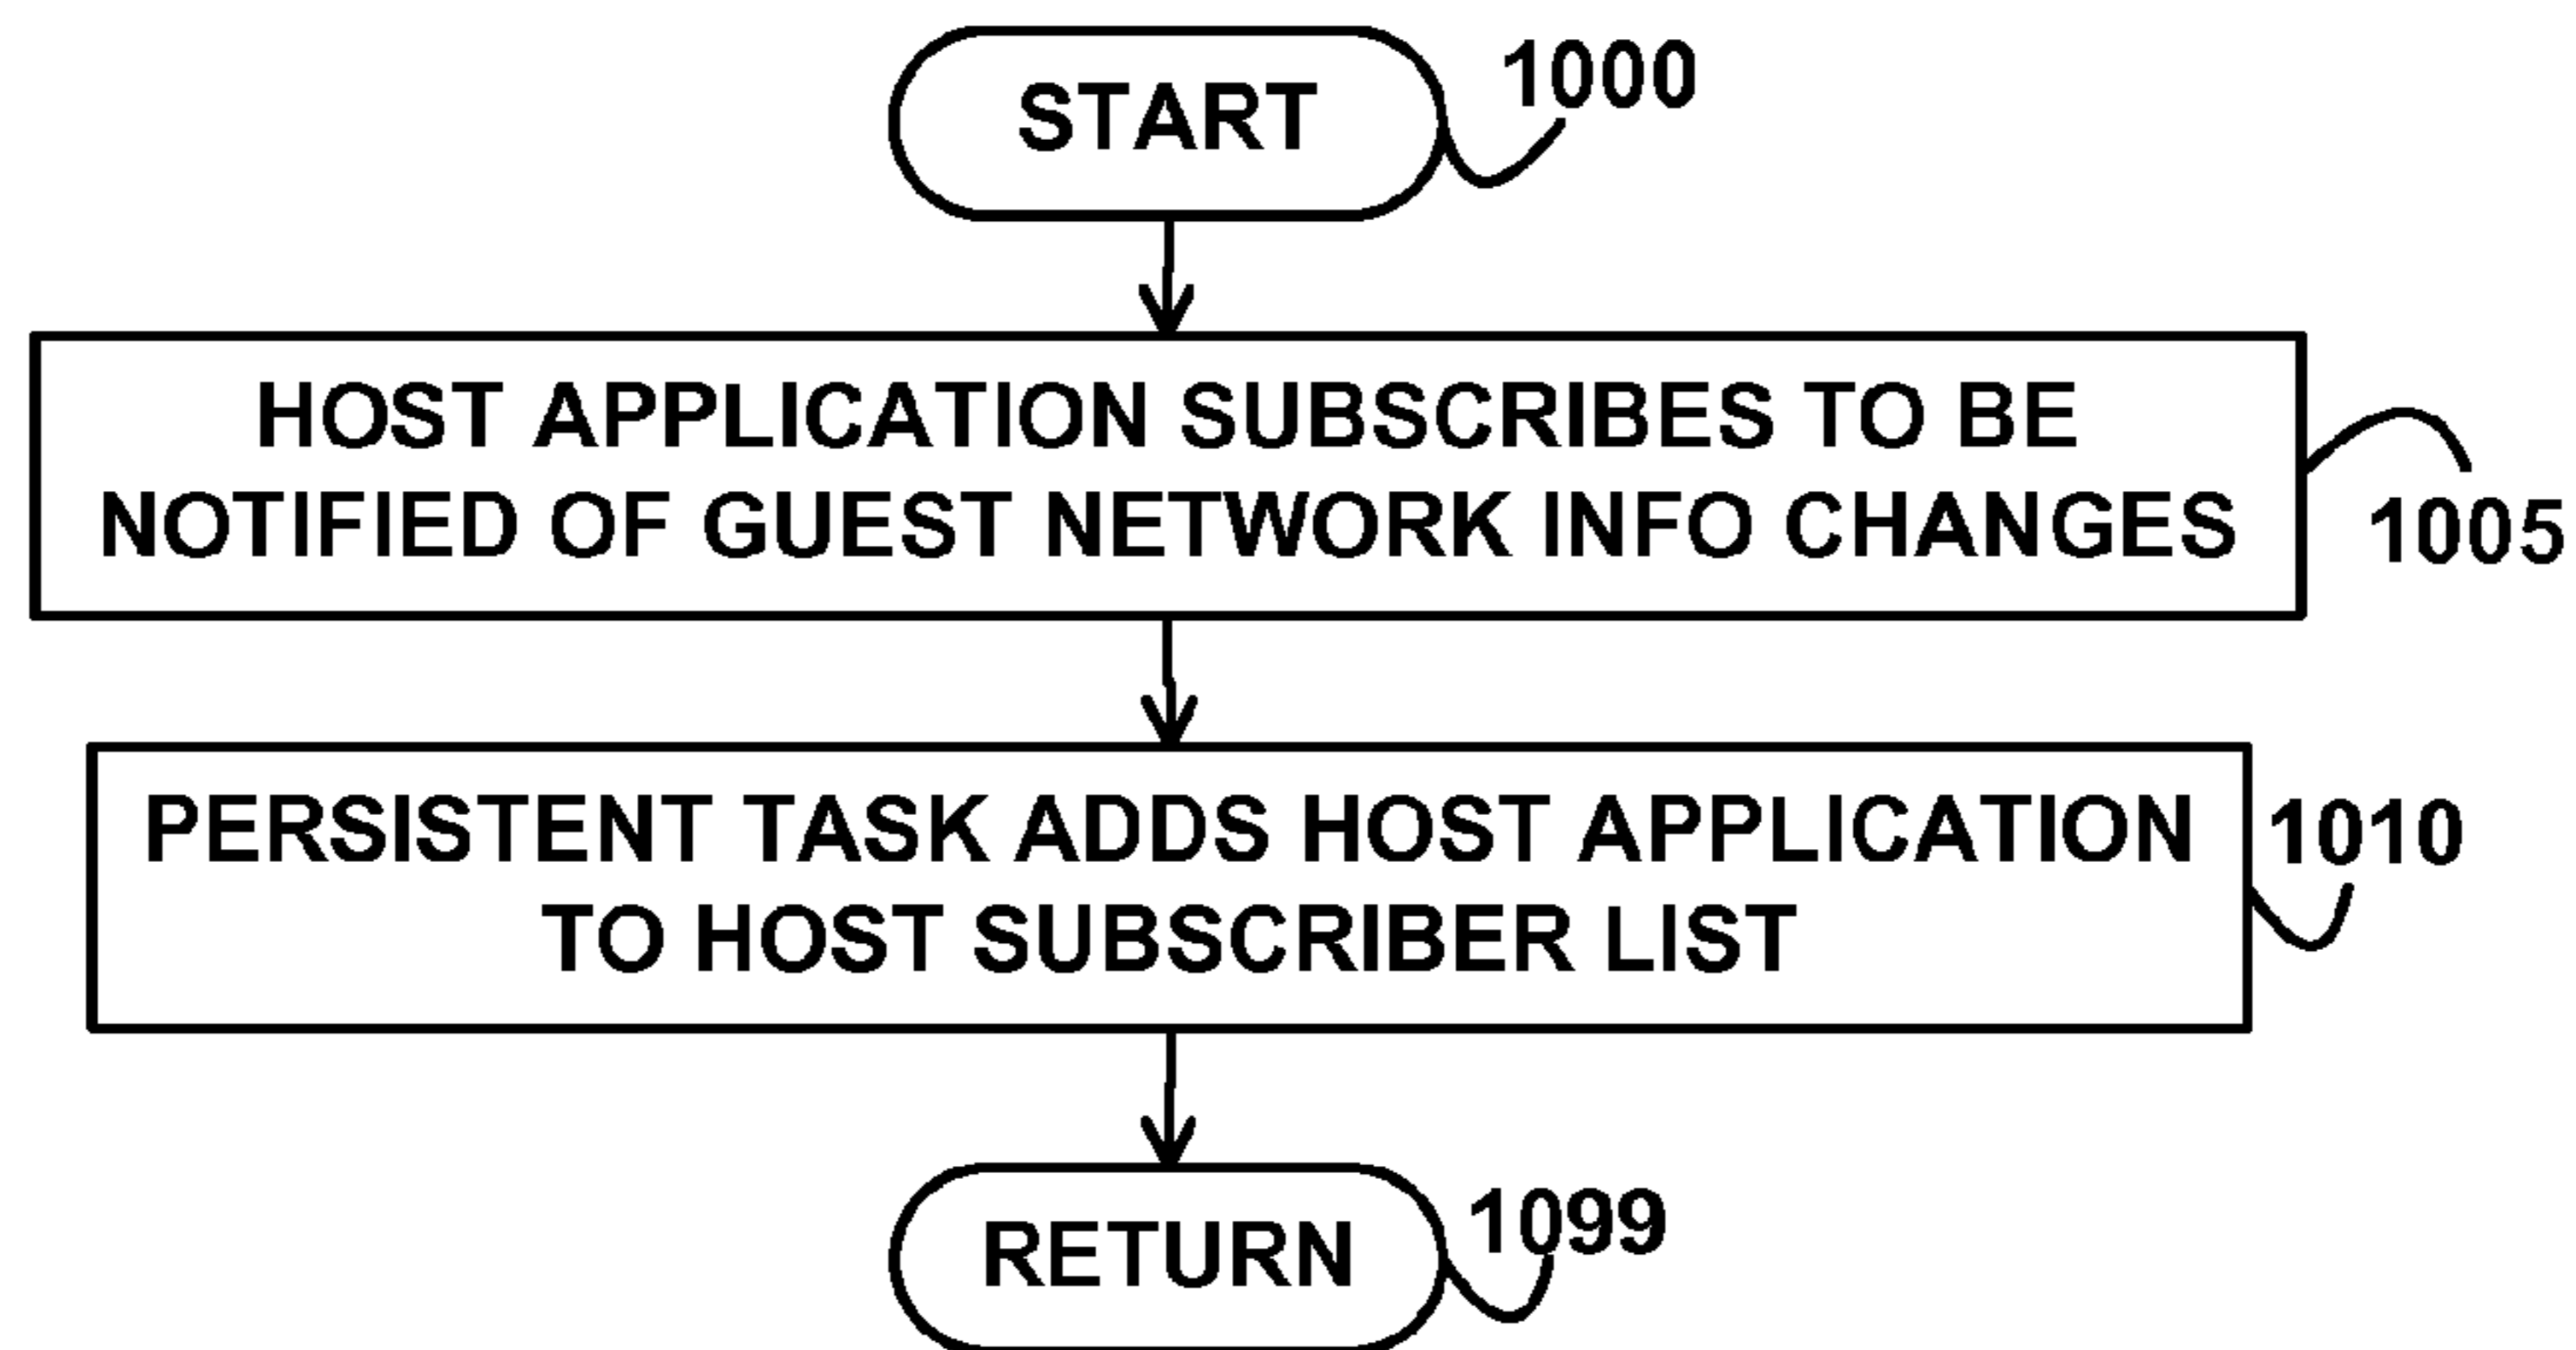 START
1000
HOST APPLICATION SUBSCRIBES TO BE
NOTIFIED OF GUEST NETWORK INFO CHANGES
1005
PERSISTENT TASK ADDS HOST APPLICATION
TO HOST SUBSCRIBER LIST
1010
RETURN
1099